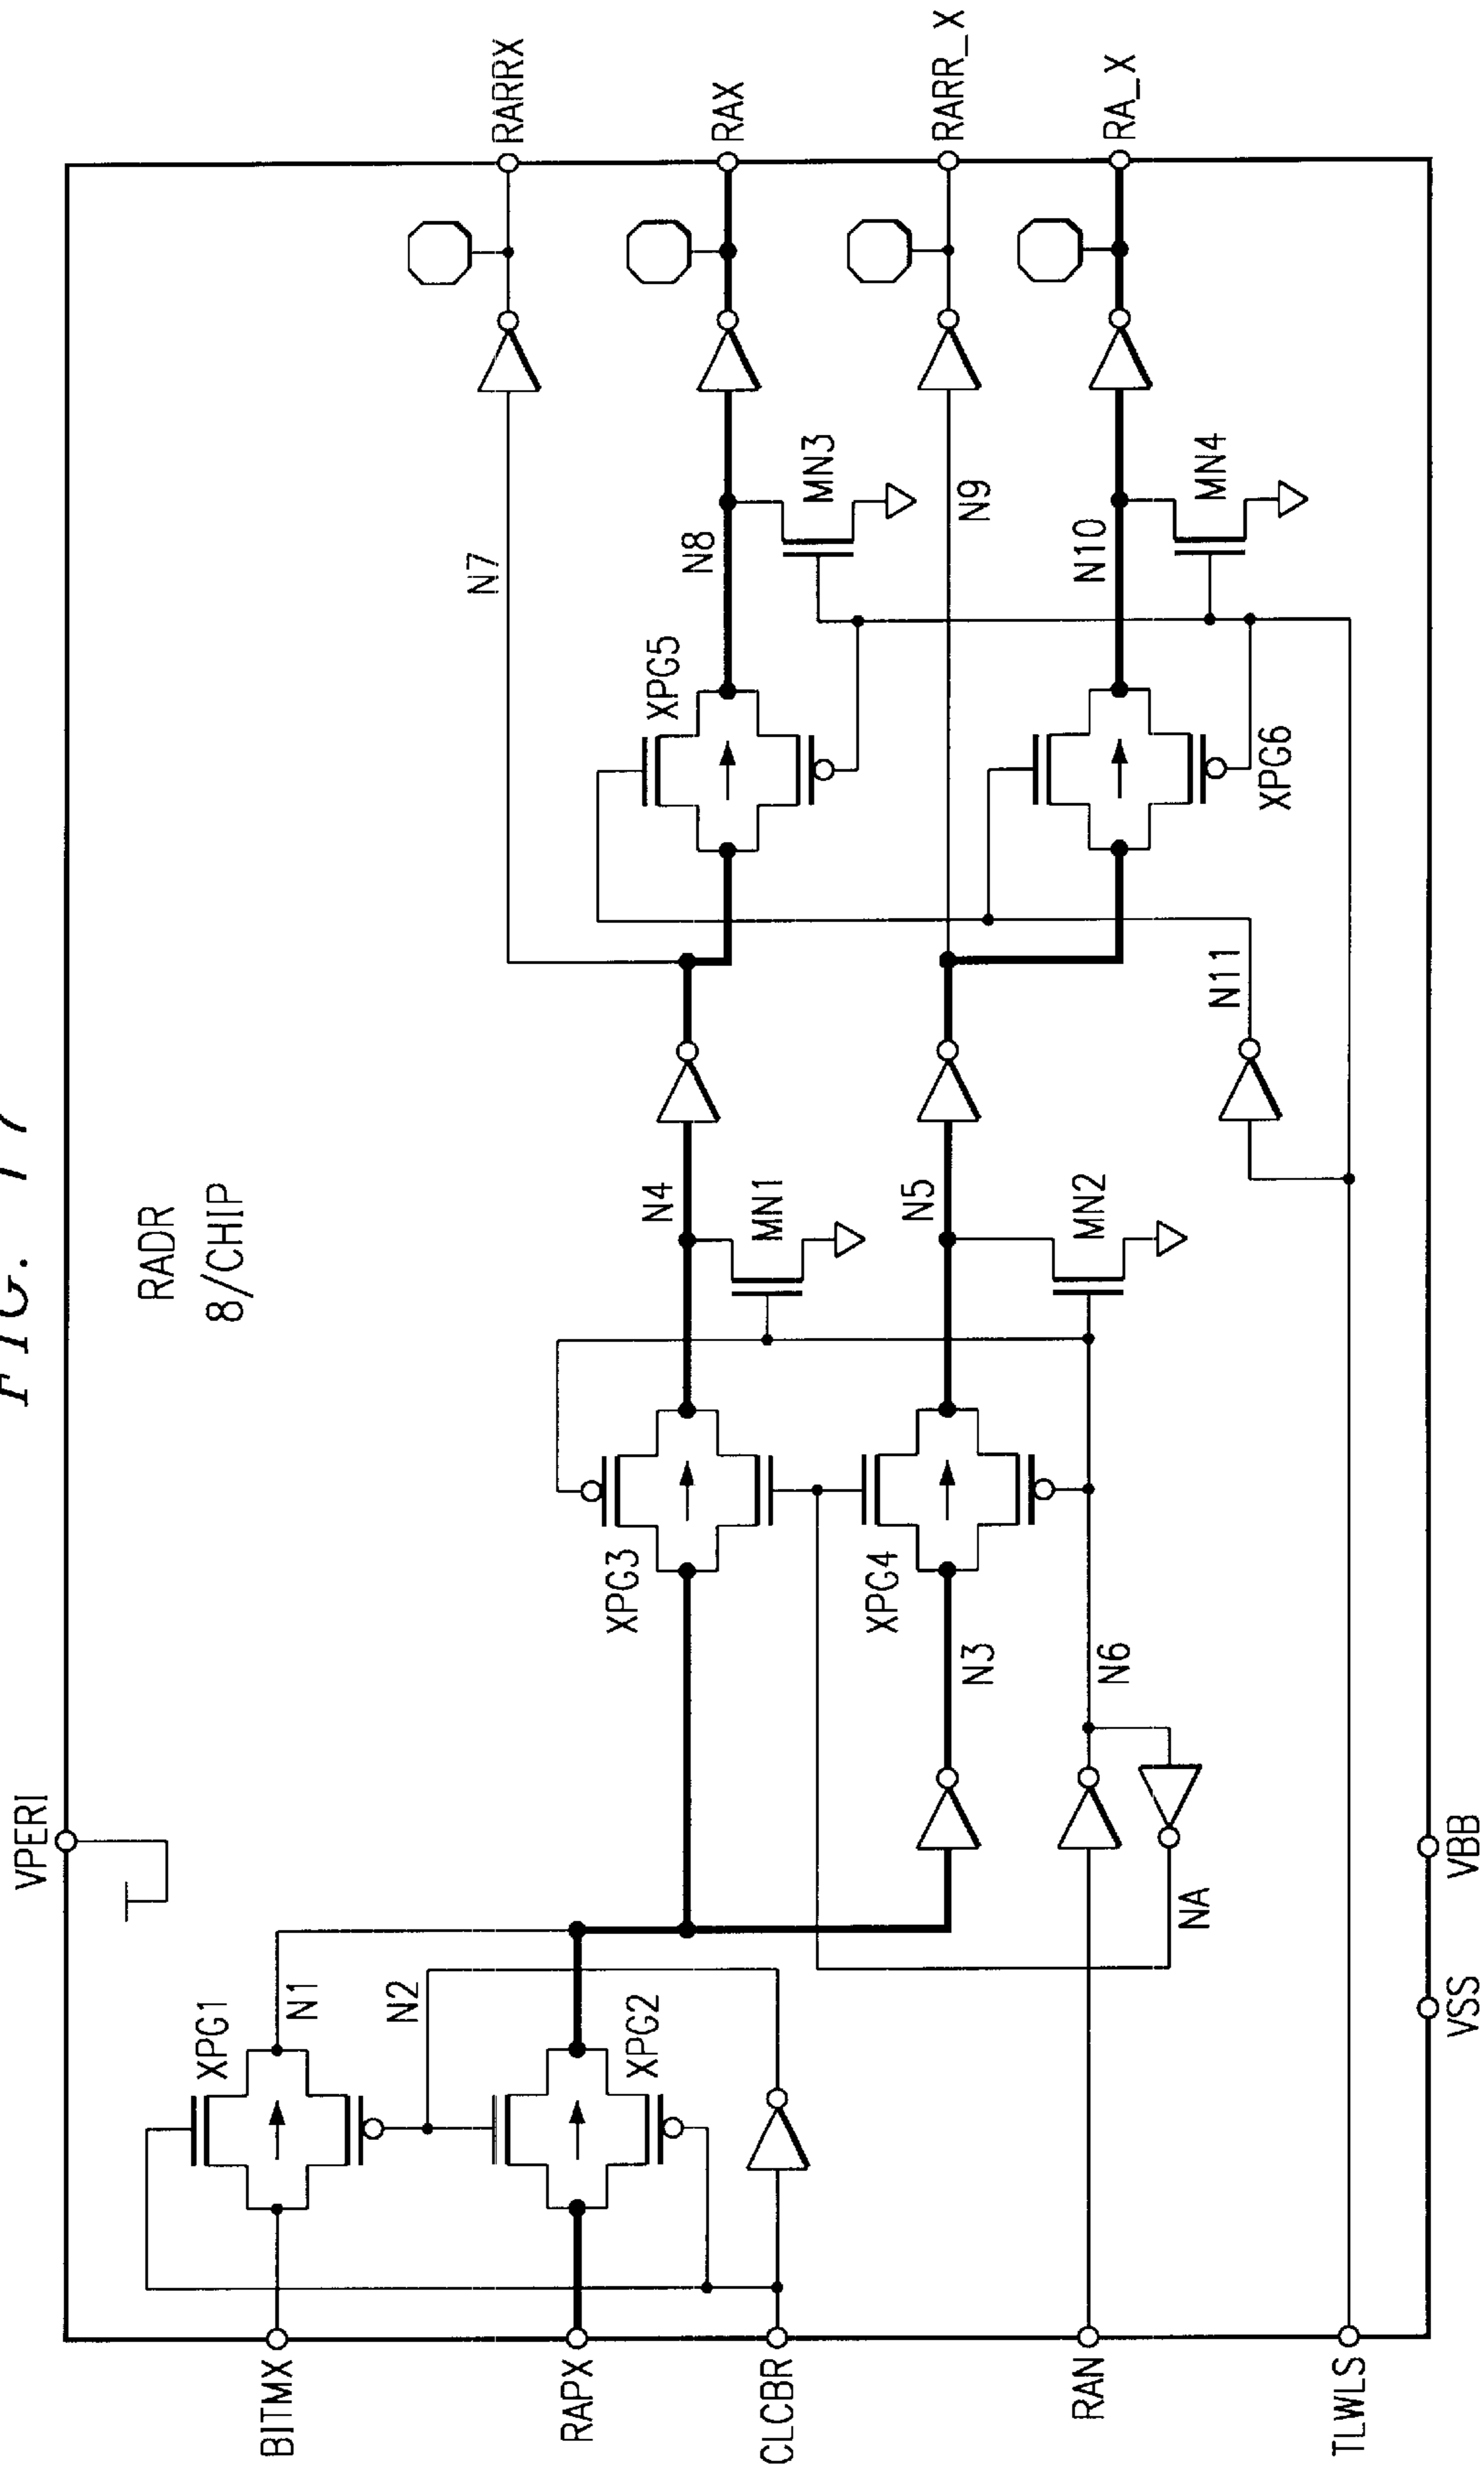 FIG. 17
RADR
8/CHIP
VPERI
BITMX
RAPX
CLCBR
RAN
TLWLS
XPG1
N1
N2
XPG2
NA
N3
N6
XPG3
XPG4
N4
MN1
N5
MN2
N11
XPG5
XPG6
N7
N8
MN3
N9
N10
MN4
RARRX
RAX
RARR_X
RA_X
VSS
VBB